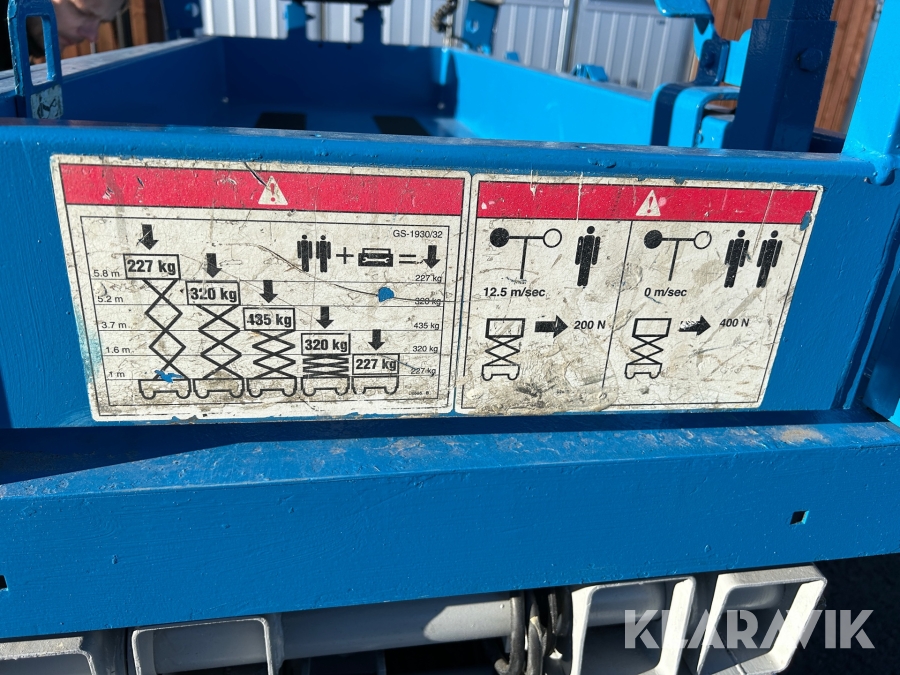 GS-1930/32
+ = 227 kg
5.8 m 227 kg
5.2 m 320 kg 320 kg
3.7 m 435 kg 435 kg
1.6 m 320 kg 320 kg
1 m 227 kg 227 kg
12.5 m/sec
200 N
0 m/sec
400 N
KLARAVIK